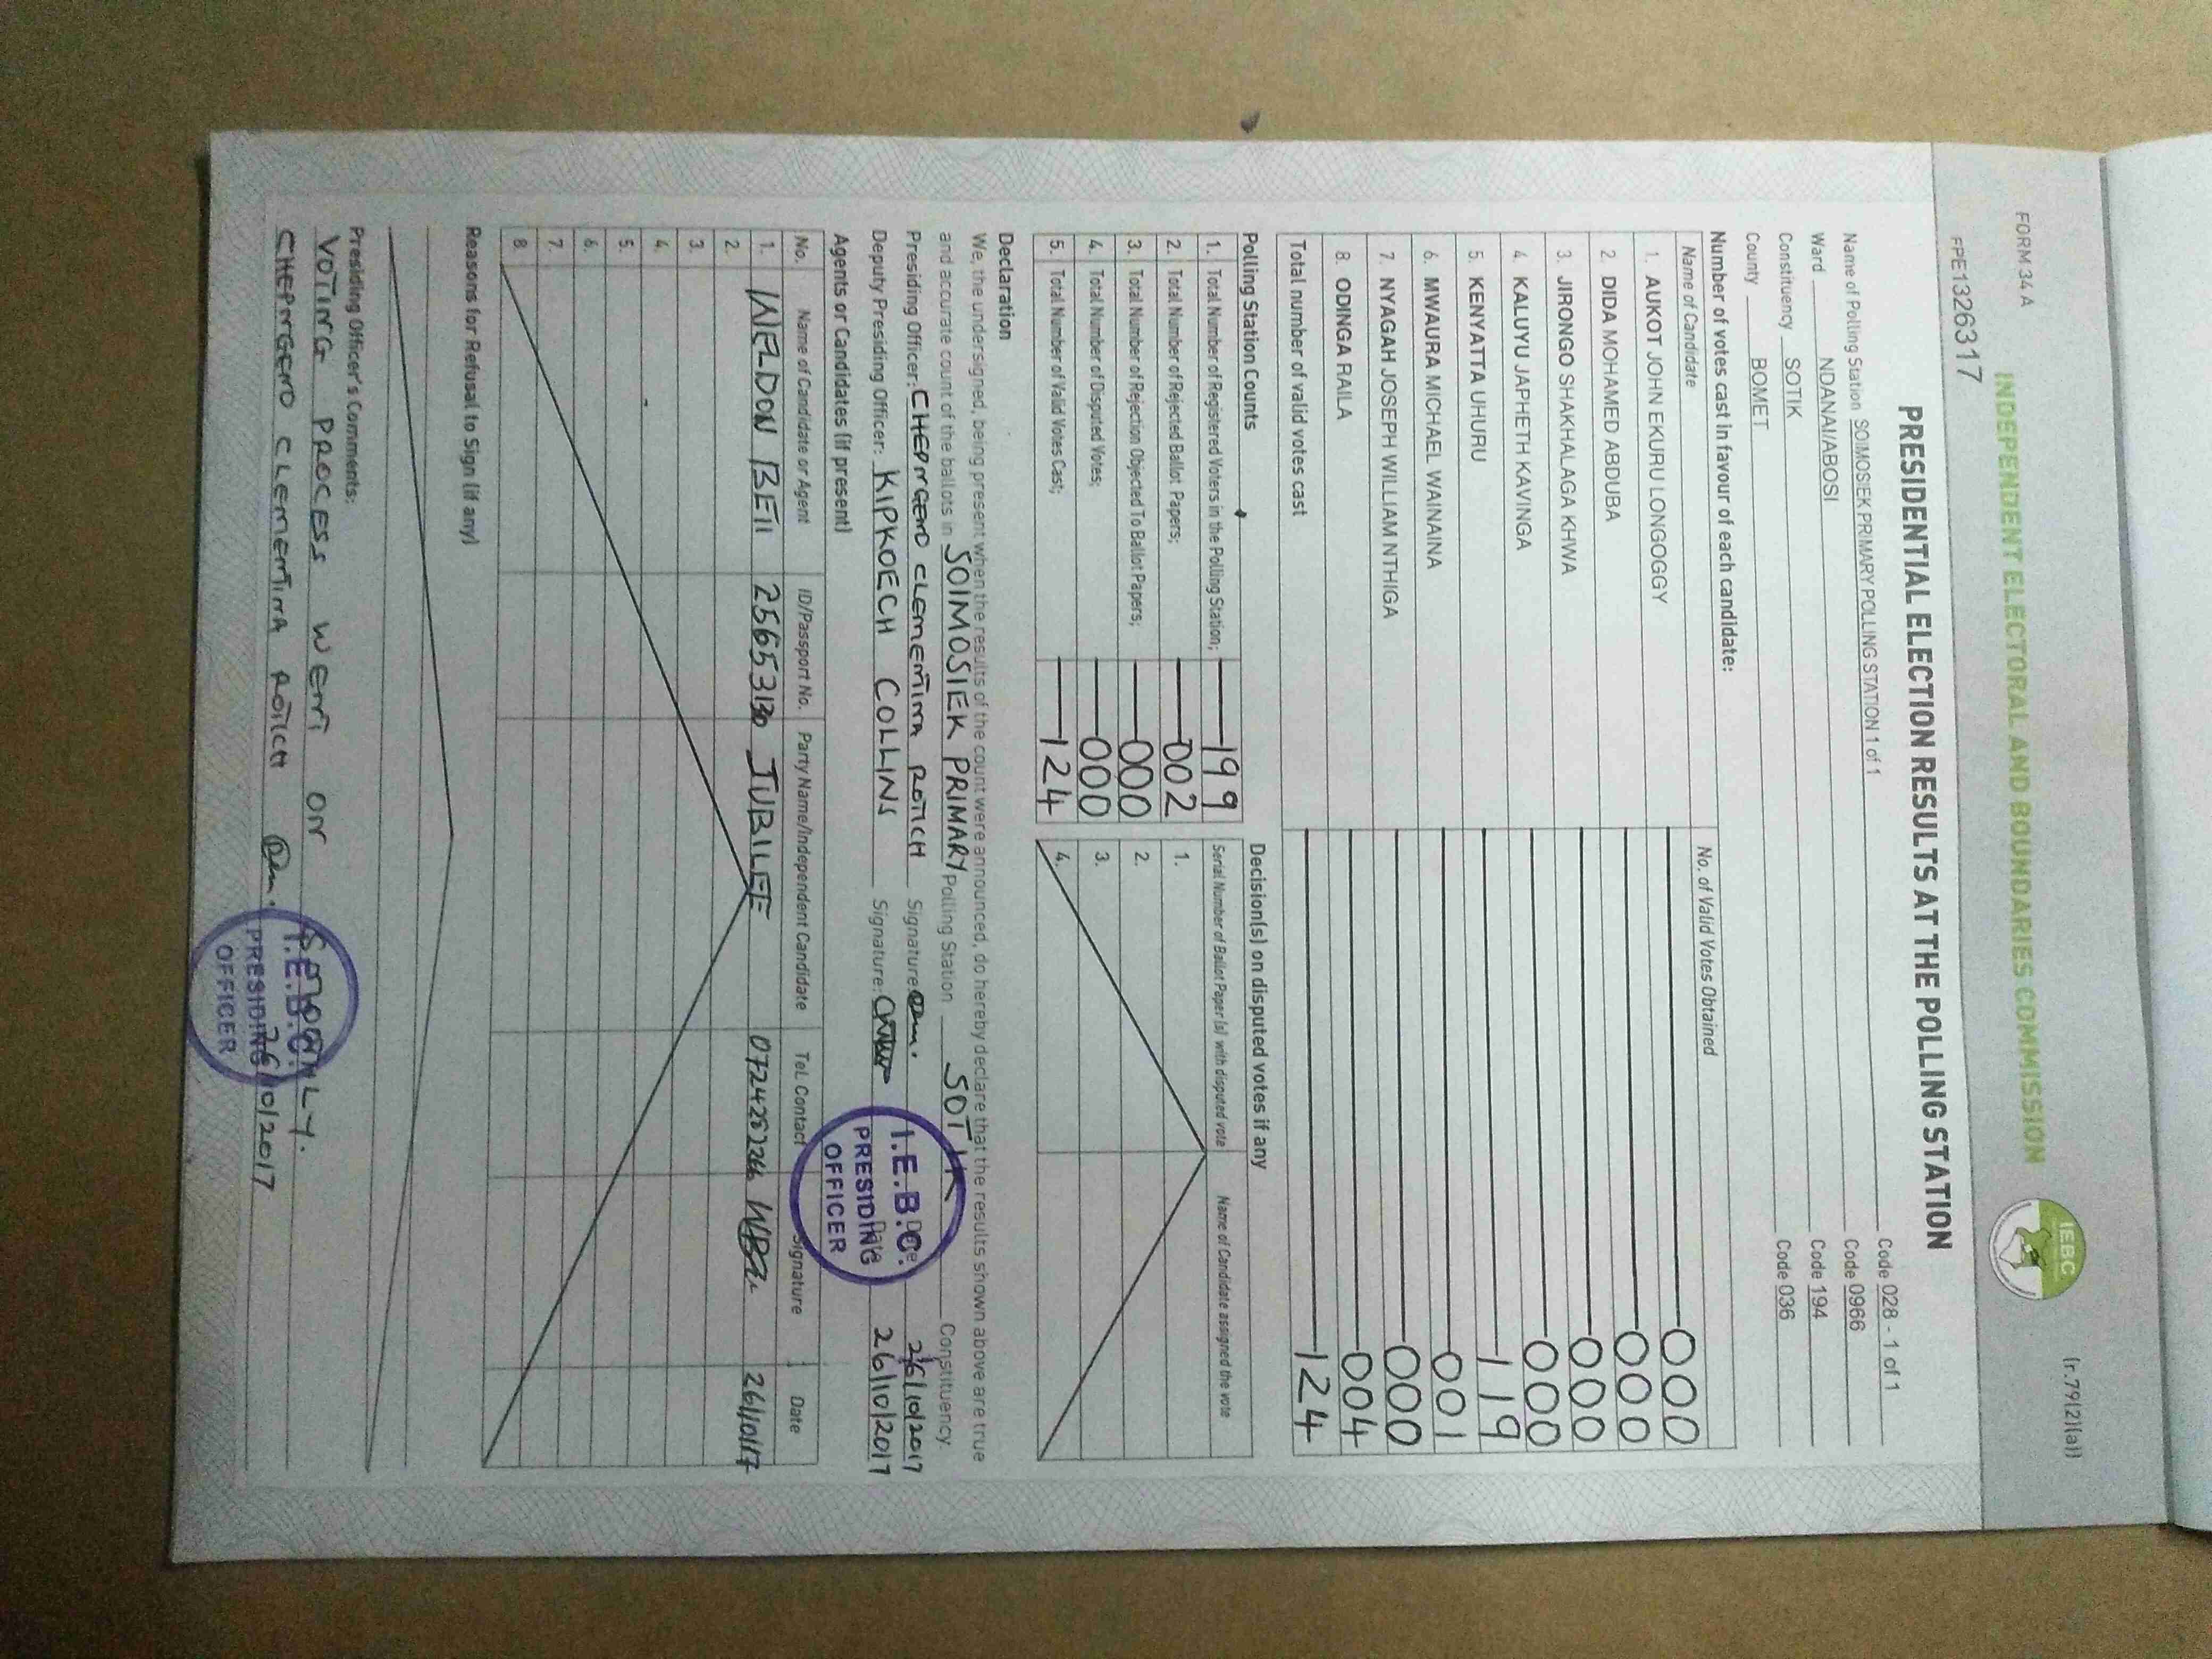 FORM 34 A
(r.79(2)(a))
INDEPENDENT ELECTORAL AND BOUNDARIES COMMISSION
IEBC
FPE1326317
PRESIDENTIAL ELECTION RESULTS AT THE POLLING STATION
Name of Polling Station SOIMOSIEK PRIMARY POLLING STATION 1 of 1 Code 028 - 1 of 1
Ward NDANAI/ABOSI Code 0966
Constituency SOTIK Code 194
County BOMET Code 036
Number of votes cast in favour of each candidate:
Name of Candidate No. of Valid Votes Obtained
1. AUKOT JOHN EKURU LONGOGGY 000
2. DIDA MOHAMED ABDUBA 000
3. JIRONGO SHAKHALAGA KHWA 000
4. KALUYU JAPHETH KAVINGA 000
5. KENYATTA UHURU 119
6. MWAURA MICHAEL WAINAINA 001
7. NYAGAH JOSEPH WILLIAM NTHIGA 000
8. ODINGA RAILA 004
Total number of valid votes cast 124
Polling Station Counts
1. Total Number of Registered Voters in the Polling Station; 199
2. Total Number of Rejected Ballot Papers; 002
3. Total Number of Rejection Objected To Ballot Papers; 000
4. Total Number of Disputed Votes; 000
5. Total Number of Valid Votes Cast; 124
Decision(s) on disputed votes if any
Serial Number of Ballot Paper (s) with disputed vote Name of Candidate assigned the vote
1.
2.
3.
4.
Declaration
We, the undersigned, being present when the results of the count were announced, do hereby declare that the results shown above are true
and accurate count of the ballots in SOIMOSIEK PRIMARY Polling Station SOTIK Constituency.
Presiding Officer: CHEPNGENO CLEMENTINA ROTICH Signature: Date: 26/10/2017
Deputy Presiding Officer: KIPKOECH COLLINS Signature: Date 26/10/2017
I.E.B.C.
PRESIDING
OFFICER
Agents or Candidates (if present)
No. Name of Candidate or Agent ID/Passport No. Party Name/Independent Candidate Tel. Contact Signature Date
1. WELDON BEII 25653130 JUBILEE 26/10/17
2.
3.
4.
5.
6.
7.
8.
Reasons for Refusal to Sign (if any)
Presiding Officer's Comments:
VOTING PROCESS WENT ON
CHEPNGENO CLEMENTINA ROTICH 26/10/2017
I.E.B.C.
PRESIDING
OFFICER